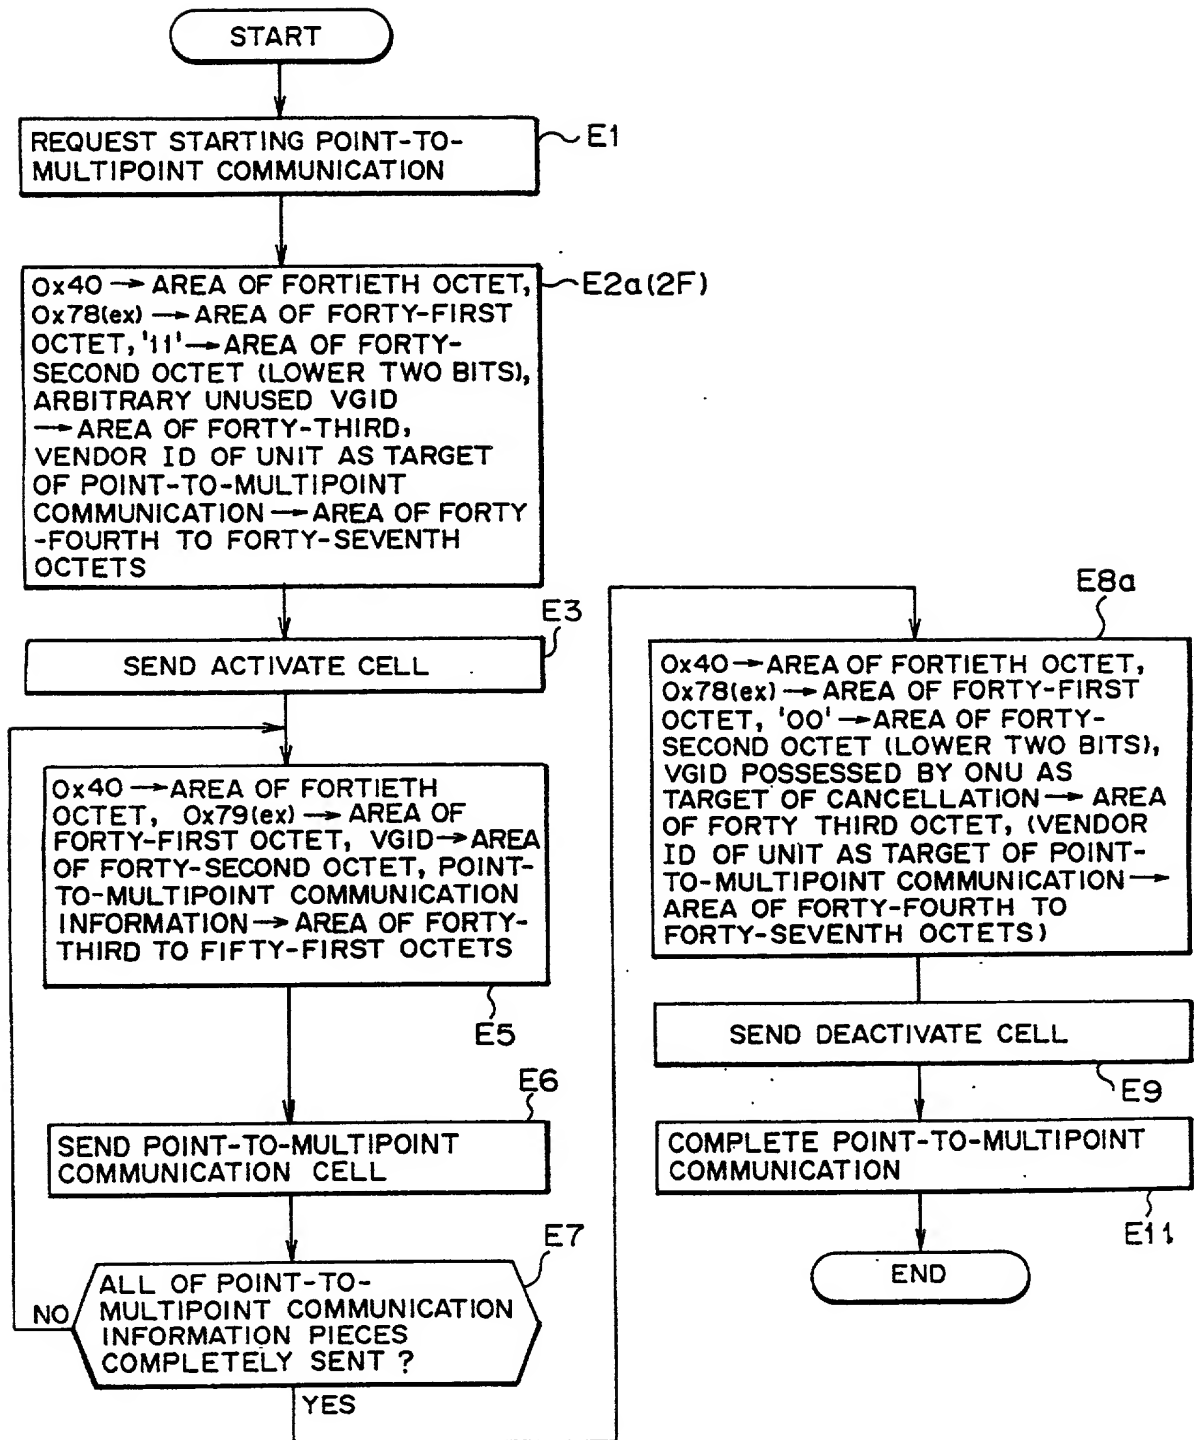 START
REQUEST STARTING POINT-TO-
MULTIPOINT COMMUNICATION
E1
0x40→AREA OF FORTIETH OCTET,
0x78(ex)→AREA OF FORTY-FIRST
OCTET,'11'→AREA OF FORTY-
SECOND OCTET (LOWER TWO BITS),
ARBITRARY UNUSED VGID
→AREA OF FORTY-THIRD,
VENDOR ID OF UNIT AS TARGET
OF POINT-TO-MULTIPOINT
COMMUNICATION→AREA OF FORTY
-FOURTH TO FORTY-SEVENTH
OCTETS
E2a(2F)
E3
SEND ACTIVATE CELL
0x40→AREA OF FORTIETH
OCTET, 0x79(ex)→AREA OF
FORTY-FIRST OCTET, VGID→AREA
OF FORTY-SECOND OCTET, POINT-
TO-MULTIPOINT COMMUNICATION
INFORMATION→AREA OF FORTY-
THIRD TO FIFTY-FIRST OCTETS
E5
E6
SEND POINT-TO-MULTIPOINT
COMMUNICATION CELL
E7
ALL OF POINT-TO-
MULTIPOINT COMMUNICATION
INFORMATION PIECES
COMPLETELY SENT ?
NO
YES
E8a
0x40→AREA OF FORTIETH OCTET,
0x78(ex)→AREA OF FORTY-FIRST
OCTET, '00'→AREA OF FORTY-
SECOND OCTET (LOWER TWO BITS),
VGID POSSESSED BY ONU AS
TARGET OF CANCELLATION→AREA
OF FORTY THIRD OCTET, (VENDOR
ID OF UNIT AS TARGET OF POINT-
TO-MULTIPOINT COMMUNICATION→
AREA OF FORTY-FOURTH TO
FORTY-SEVENTH OCTETS)
SEND DEACTIVATE CELL
E9
COMPLETE POINT-TO-MULTIPOINT
COMMUNICATION
E11
END